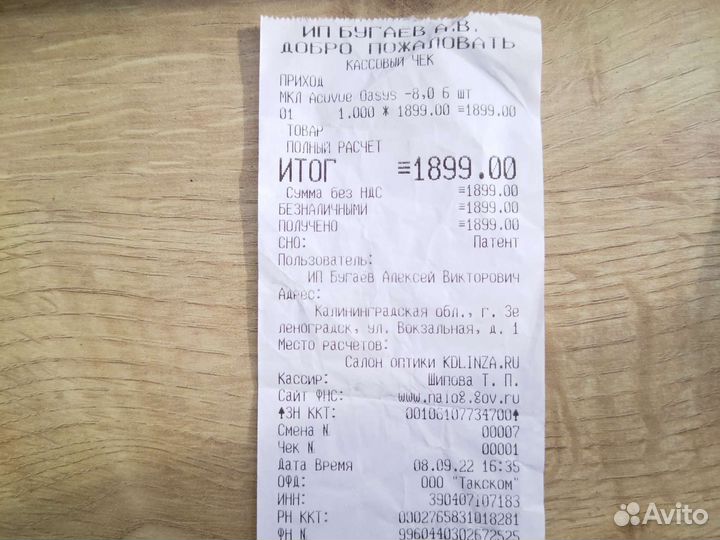 ИП БУГАЕВ А.В.
ДОБРО ПОЖАЛОВАТЬ
КАССОВЫЙ ЧЕК
ПРИХОД
МКЛ Acuvue Oasys -8,0 6 шт
01 1.000 * 1899.00 =1899.00
ТОВАР
ПОЛНЫЙ РАСЧЕТ
ИТОГ =1899.00
Сумма без НДС =1899.00
БЕЗНАЛИЧНЫМИ =1899.00
ПОЛУЧЕНО =1899.00
СНО: Патент
Пользователь:
ИП Бугаев Алексей Викторович
Адрес:
Калининградская обл., г. Зе
леноградск, ул. Вокзальная, д. 1
Место расчетов:
Салон оптики KDLINZA.RU
Кассир: Шипова Т. П.
Сайт ФНС: www.nalog.gov.ru
ЗН ККТ: 00106107734700
Смена N 00007
Чек N 00001
Дата Время 08.09.22 16:35
ОФД: ООО "Такском"
ИНН: 390407107183
РН ККТ: 0002765831018281
ФН N 9960440302672525
Avito